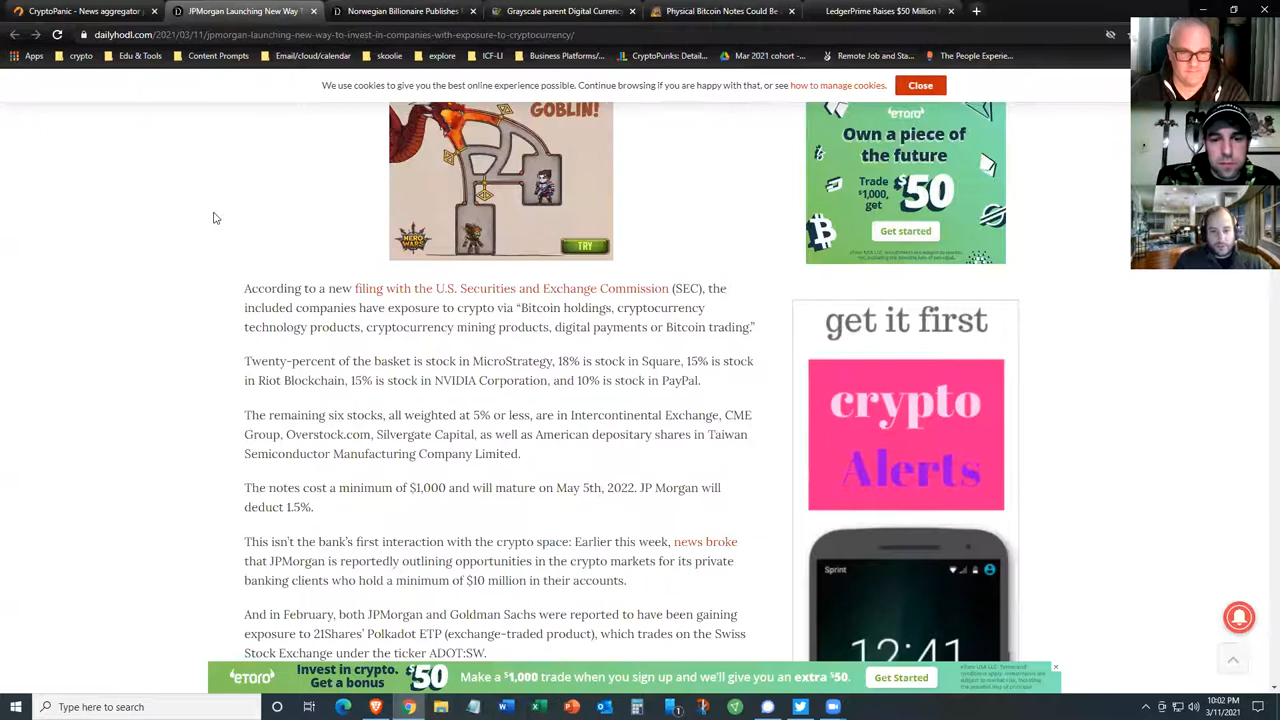 CryptoPanic - News aggregator
JPMorgan Launching New Way T
Norwegian Billionaire Publishes
Grayscale parent Digital Currenc
Physical Bitcoin Notes Could Be
LedgerPrime Raises $50 Million
dailyhodl.com/2021/03/11/jpmorgan-launching-new-way-to-invest-in-companies-with-exposure-to-cryptocurrency/
Apps crypto Edu & Tools Content Prompts Email/cloud/calendar skoolie explore ICF-LI Business Platforms/... CryptoPunks: Detail... Mar 2021 cohort -... Remote Job and Sta... The People Experie...
We use cookies to give you the best online experience possible. Continue browsing if you are happy with that, or see how to manage cookies. Close
GOBLIN!
HERO WARS
TRY
eToro
Own a piece of
the future
Trade
$1,000,
get
$50
Get started
According to a new filing with the U.S. Securities and Exchange Commission (SEC), the
included companies have exposure to crypto via “Bitcoin holdings, cryptocurrency
technology products, cryptocurrency mining products, digital payments or Bitcoin trading.”
Twenty-percent of the basket is stock in MicroStrategy, 18% is stock in Square, 15% is stock
in Riot Blockchain, 15% is stock in NVIDIA Corporation, and 10% is stock in PayPal.
The remaining six stocks, all weighted at 5% or less, are in Intercontinental Exchange, CME
Group, Overstock.com, Silvergate Capital, as well as American depositary shares in Taiwan
Semiconductor Manufacturing Company Limited.
The notes cost a minimum of $1,000 and will mature on May 5th, 2022. JP Morgan will
deduct 1.5%.
This isn’t the bank’s first interaction with the crypto space: Earlier this week, news broke
that JPMorgan is reportedly outlining opportunities in the crypto markets for its private
banking clients who hold a minimum of $10 million in their accounts.
And in February, both JPMorgan and Goldman Sachs were reported to have been gaining
exposure to 21Shares’ Polkadot ETP (exchange-traded product), which trades on the Swiss
Stock Exchange under the ticker ADOT:SW.
get it first
crypto
Alerts
Sprint
12:41
eToro
Invest in crypto.
Get a bonus
$50
Make a $1,000 deposit when you sign up and we'll give you an extra $50.
Get Started
Type here to search
10:02 PM
3/11/2021